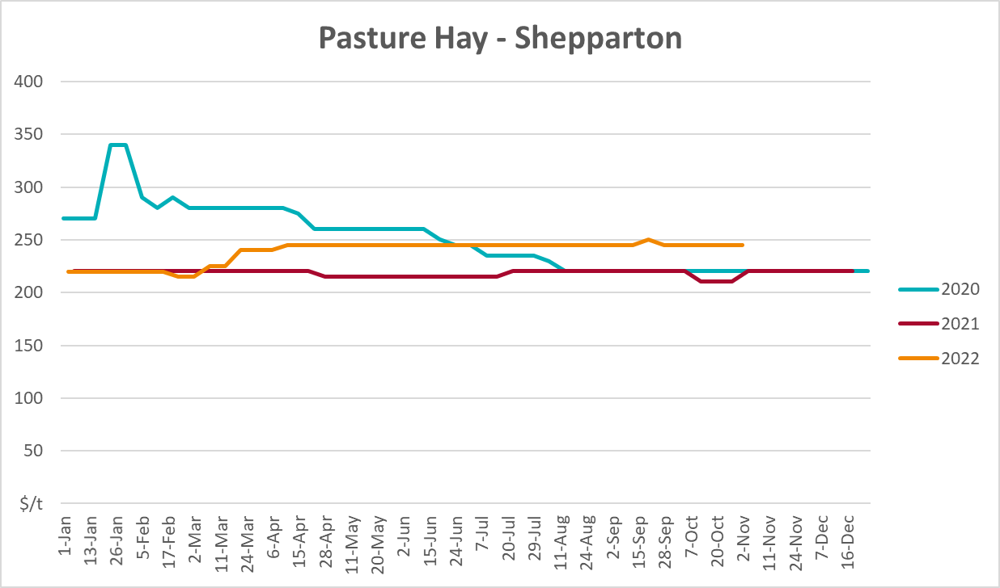 Pasture Hay - Shepparton
400
350
300
250
200
150
100
50
$/t
1-Jan
13-Jan
26-Jan
5-Feb
17-Feb
2-Mar
11-Mar
24-Mar
6-Apr
15-Apr
28-Apr
11-May
20-May
2-Jun
15-Jun
24-Jun
7-Jul
20-Jul
29-Jul
11-Aug
24-Aug
2-Sep
15-Sep
28-Sep
7-Oct
20-Oct
2-Nov
11-Nov
24-Nov
7-Dec
16-Dec
2020
2021
2022